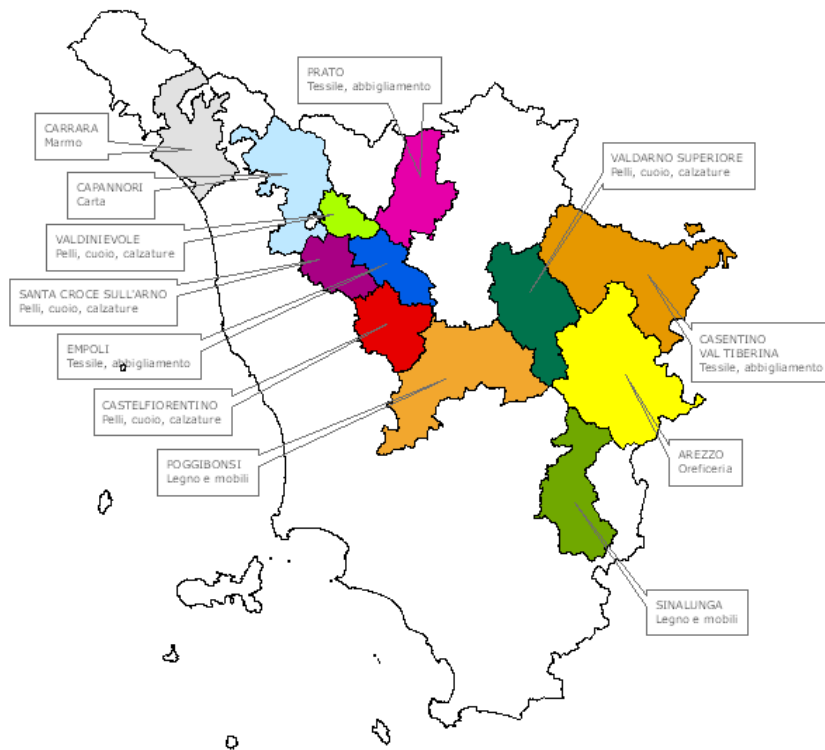 PRATO
Tessile, abbigliamento
CARRARA
Marmo
VALDARNO SUPERIORE
Pelli, cuoio, calzature
CAPANNORI
Carta
VALDINIEVOLE
Pelli, cuoio, calzature
SANTA CROCE SULL'ARNO
Pelli, cuoio, calzature
EMPOLI
Tessile, abbigliamento
CASENTINO
VAL TIBERINA
Tessile, abbigliamento
CASTELFIORENTINO
Pelli, cuoio, calzature
POGGIBONSI
Legno e mobili
AREZZO
Oreficeria
SINALUNGA
Legno e mobili